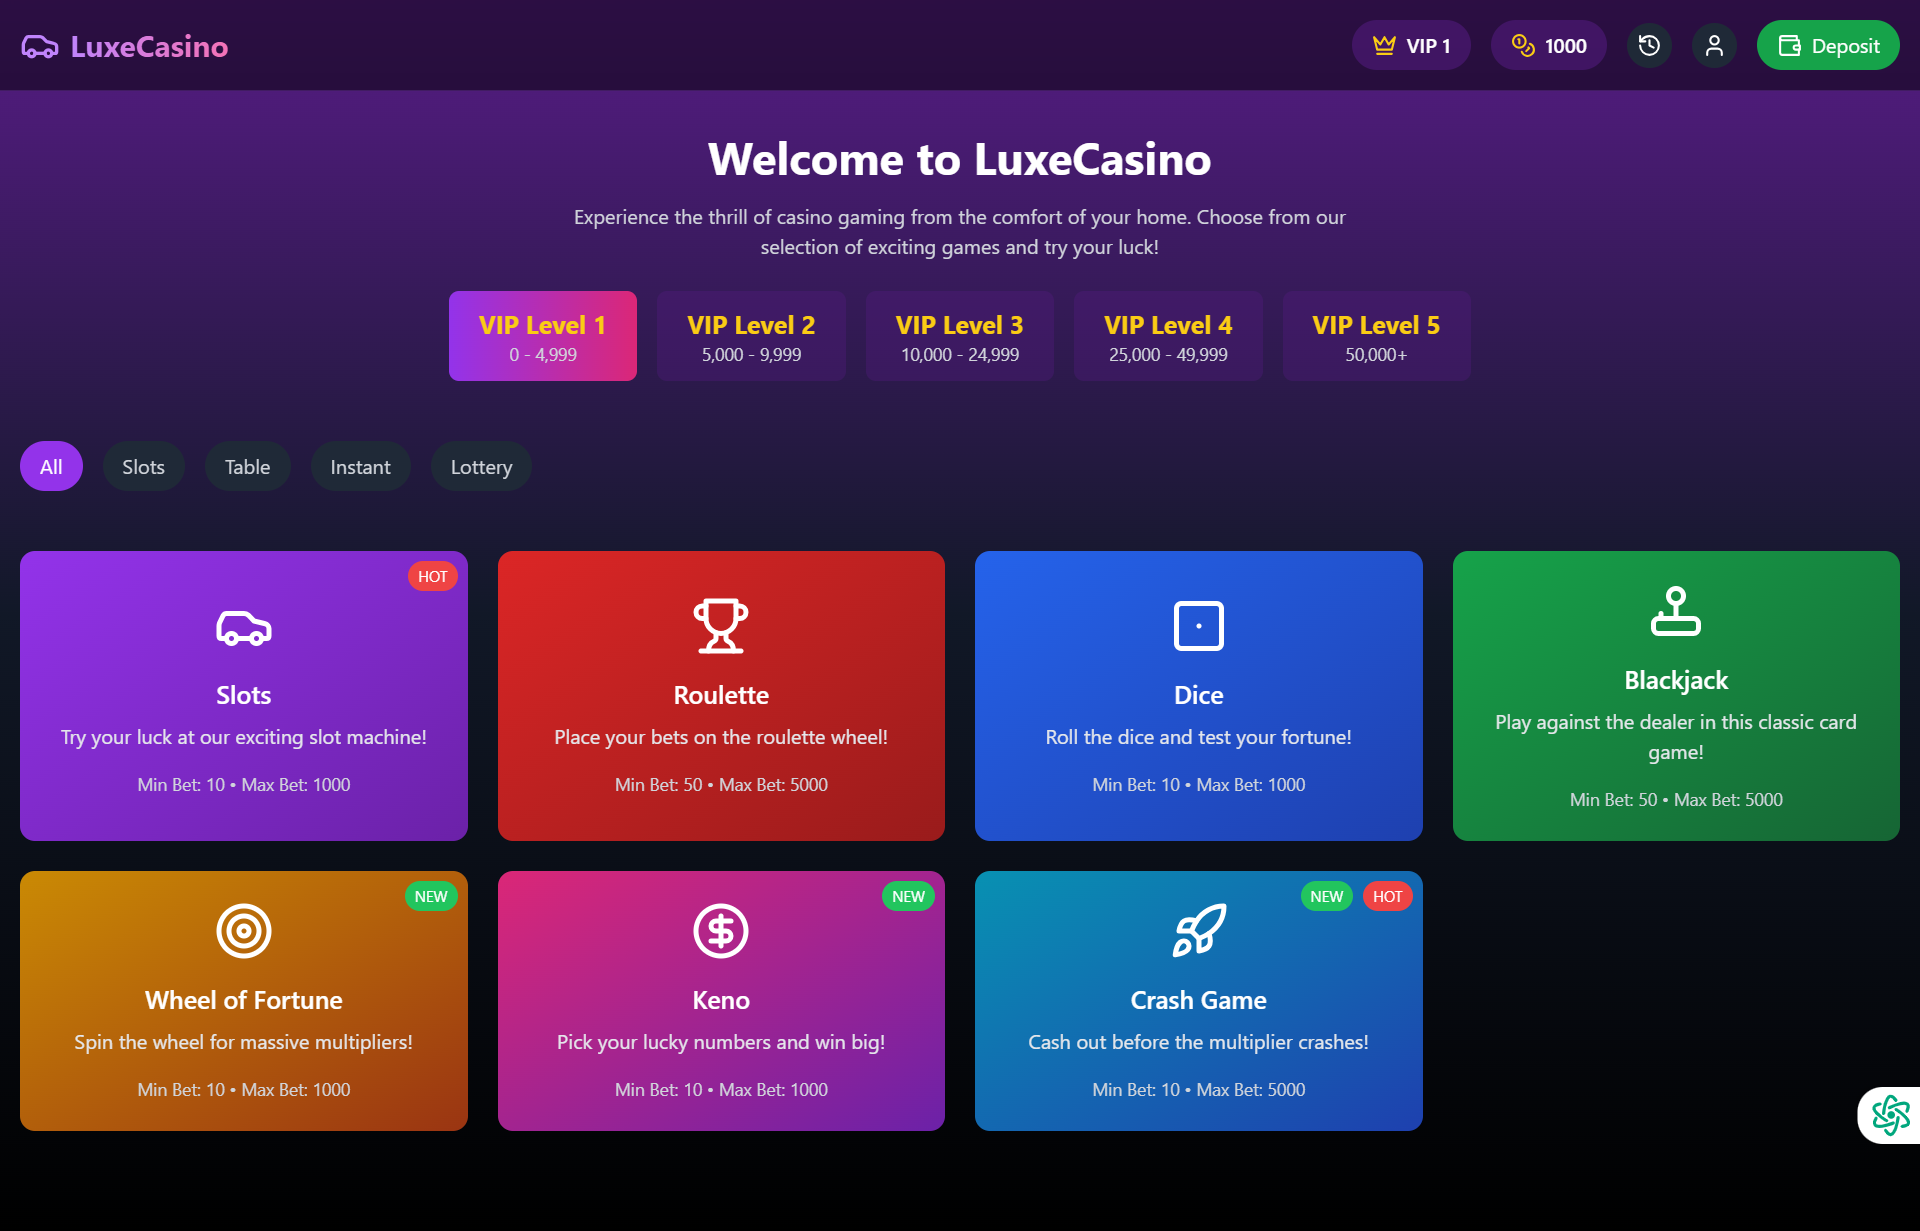 LuxeCasino
VIP 1
1000
Deposit
Welcome to LuxeCasino
Experience the thrill of casino gaming from the comfort of your home. Choose from our
selection of exciting games and try your luck!
VIP Level 1
0 - 4,999
VIP Level 2
5,000 - 9,999
VIP Level 3
10,000 - 24,999
VIP Level 4
25,000 - 49,999
VIP Level 5
50,000+
All
Slots
Table
Instant
Lottery
HOT
Slots
Try your luck at our exciting slot machine!
Min Bet: 10 • Max Bet: 1000
Roulette
Place your bets on the roulette wheel!
Min Bet: 50 • Max Bet: 5000
Dice
Roll the dice and test your fortune!
Min Bet: 10 • Max Bet: 1000
Blackjack
Play against the dealer in this classic card
game!
Min Bet: 50 • Max Bet: 5000
NEW
Wheel of Fortune
Spin the wheel for massive multipliers!
Min Bet: 10 • Max Bet: 1000
NEW
Keno
Pick your lucky numbers and win big!
Min Bet: 10 • Max Bet: 1000
NEW
HOT
Crash Game
Cash out before the multiplier crashes!
Min Bet: 10 • Max Bet: 5000